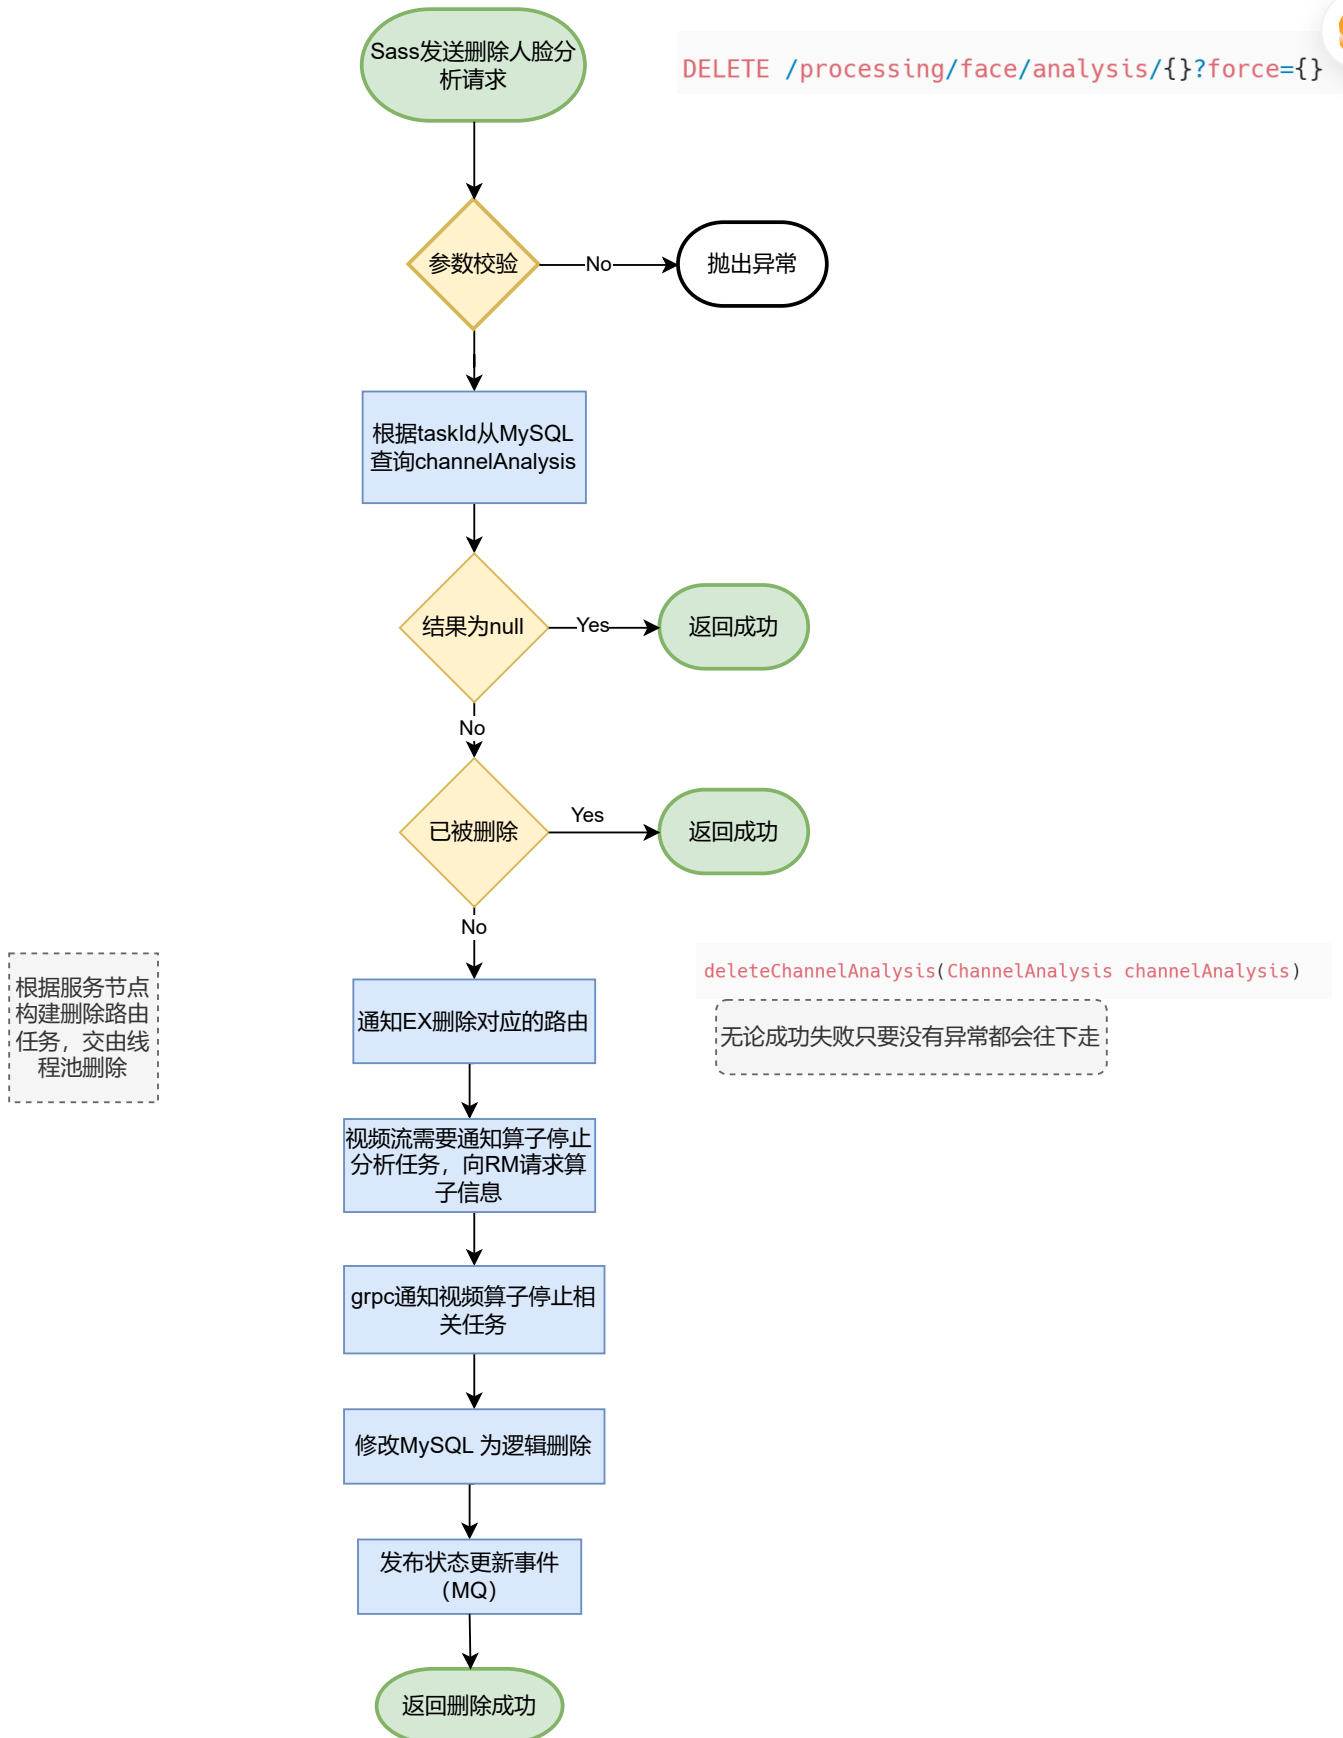 Sass发送删除人脸分
析请求
DELETE /processing/face/analysis/{}?force={}
参数校验
No
抛出异常
根据taskId从MySQL
查询channelAnalysis
结果为null
Yes
返回成功
No
已被删除
Yes
返回成功
No
根据服务节点
构建删除路由
任务，交由线
程池删除
通知EX删除对应的路由
deleteChannelAnalysis(ChannelAnalysis channelAnalysis)
无论成功失败只要没有异常都会往下走
视频流需要通知算子停止
分析任务，向RM请求算
子信息
grpc通知视频算子停止相
关任务
修改MySQL 为逻辑删除
发布状态更新事件
（MQ）
返回删除成功